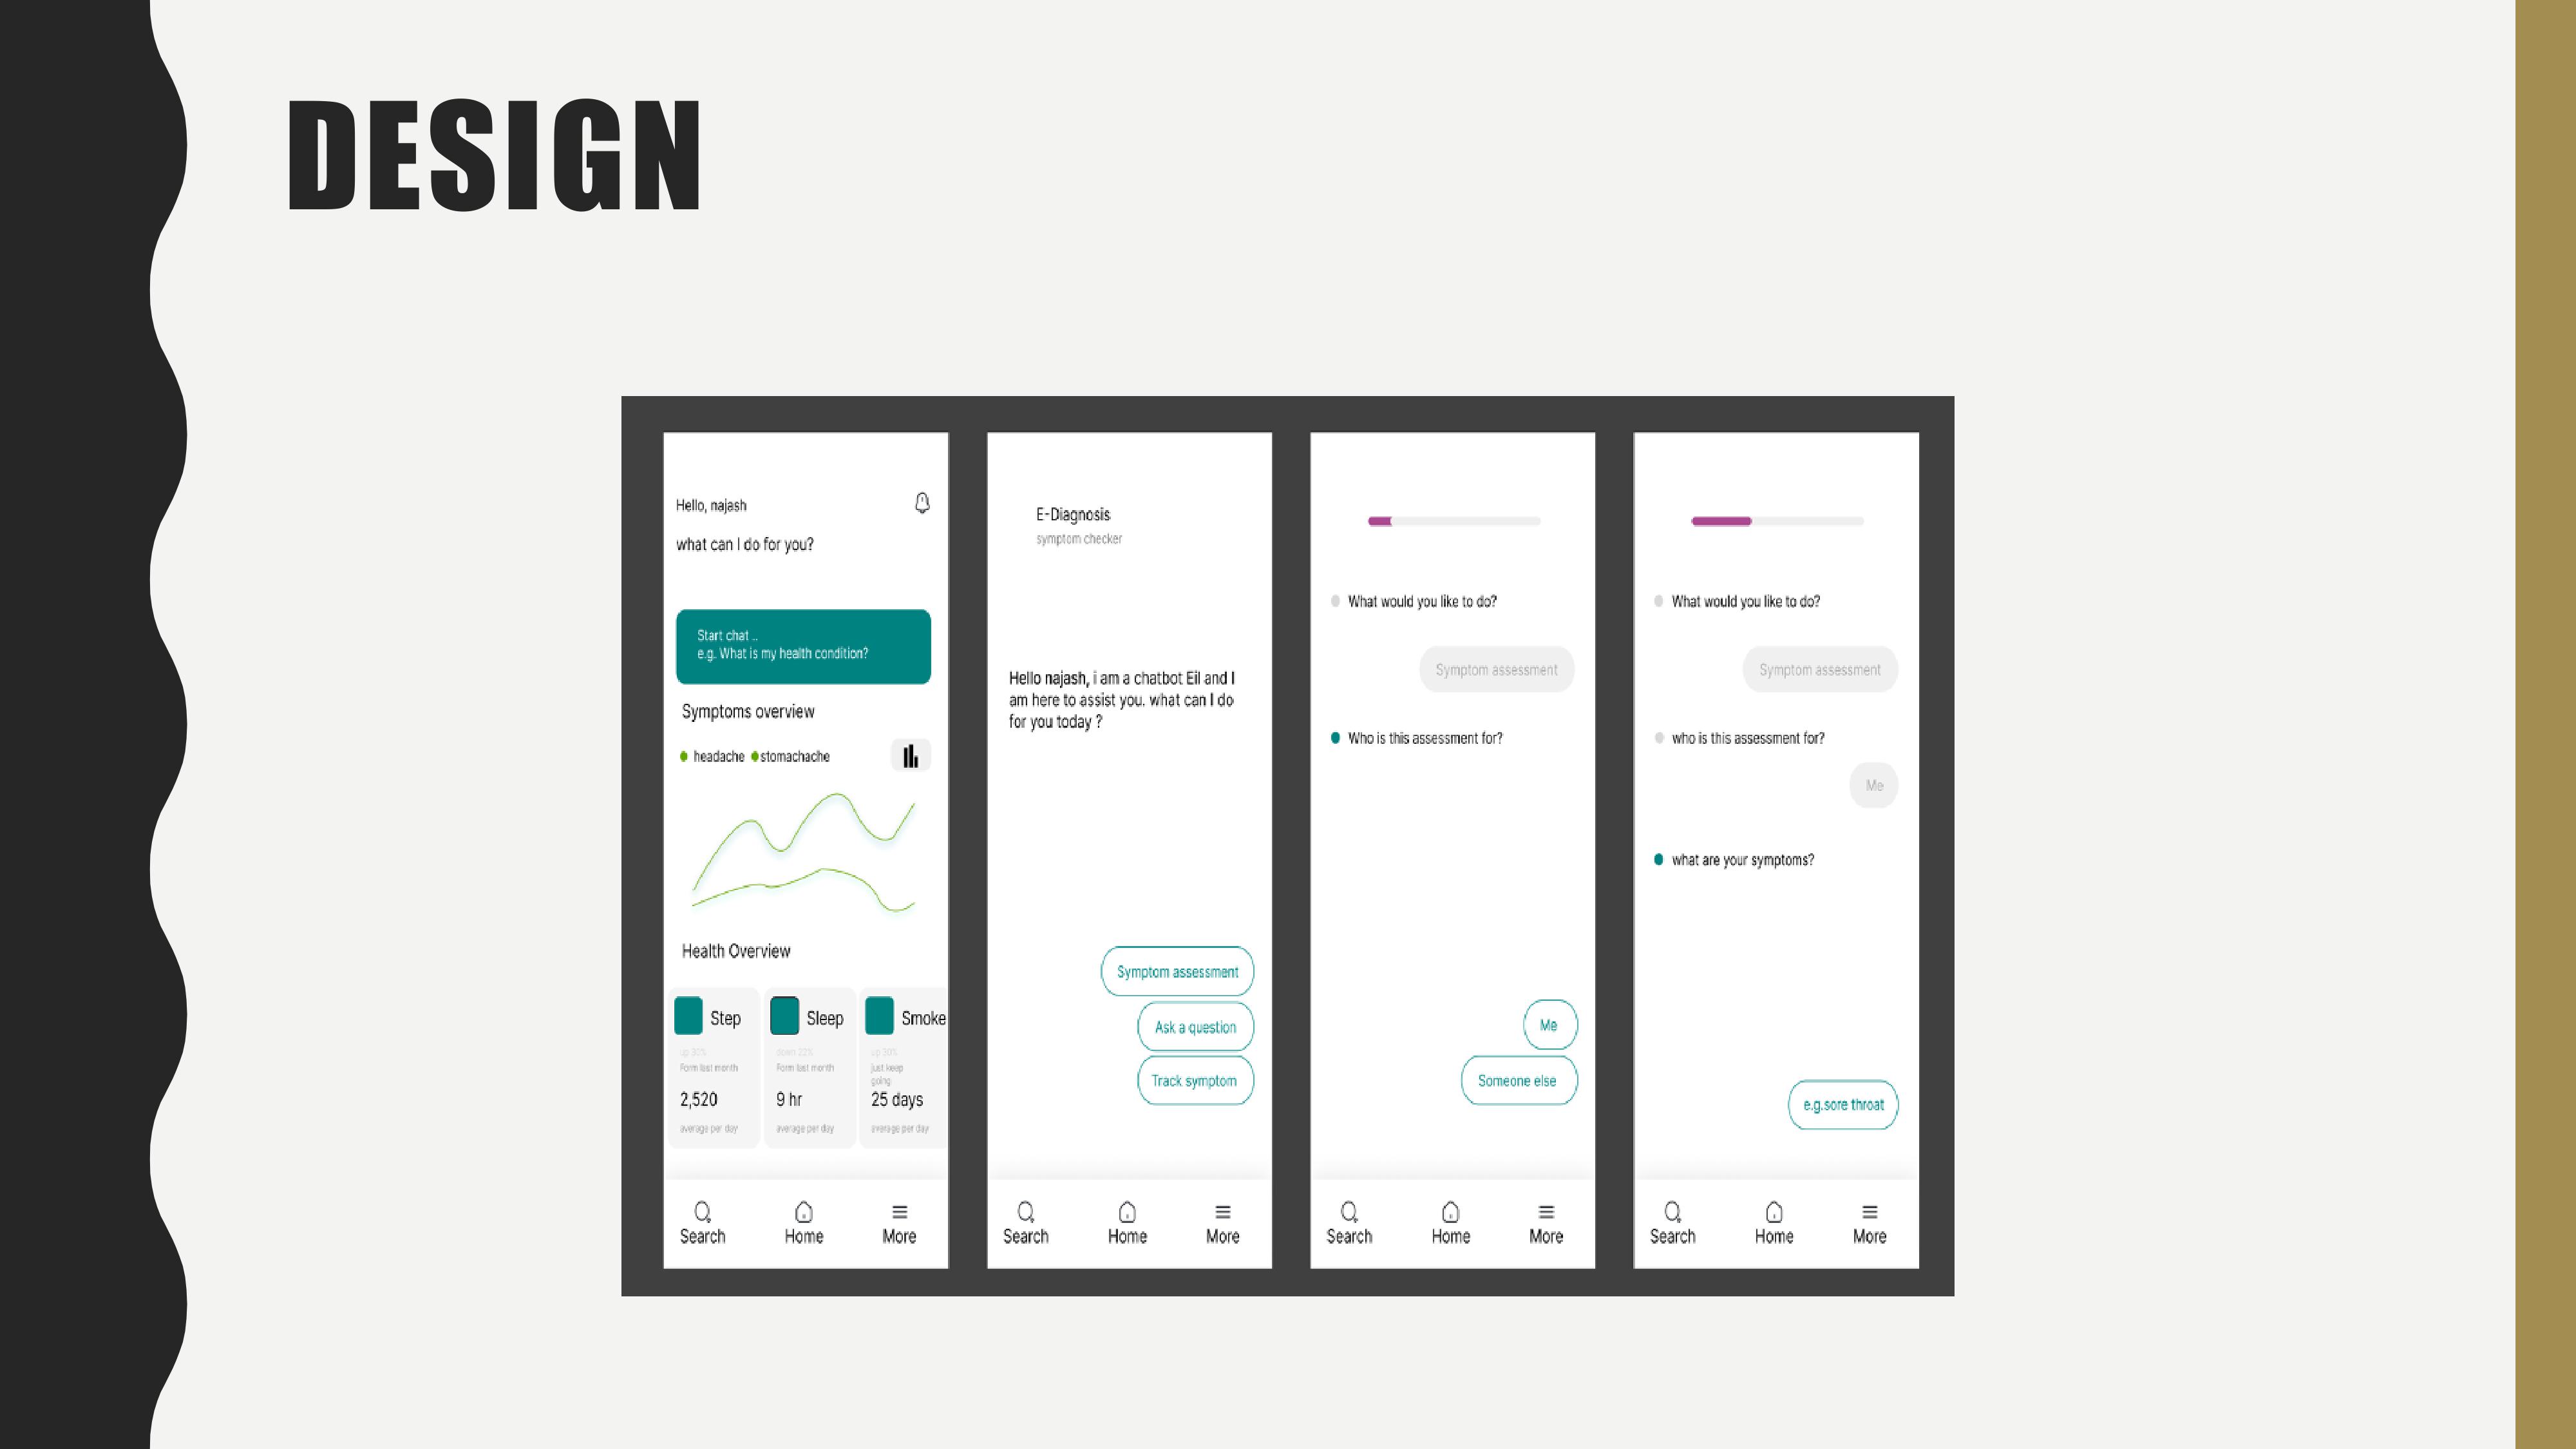 DESIGN
Hello, najash
what can I do for you?
Start chat ..
e.g. What is my health condition?
Symptoms overview
headache stomachache
Health Overview
Step Sleep Smoke
up 30% down 22% up 30%
Form last month Form last month just keep
going
2,520 9 hr 25 days
average per day average per day average per day
Search Home More
E-Diagnosis
symptom checker
Hello najash, i am a chatbot Eil and I
am here to assist you. what can I do
for you today ?
Symptom assessment
Ask a question
Track symptom
Search Home More
What would you like to do?
Symptom assessment
Who is this assessment for?
Me
Someone else
Search Home More
What would you like to do?
Symptom assessment
who is this assessment for?
Me
what are your symptoms?
e.g.sore throat
Search Home More